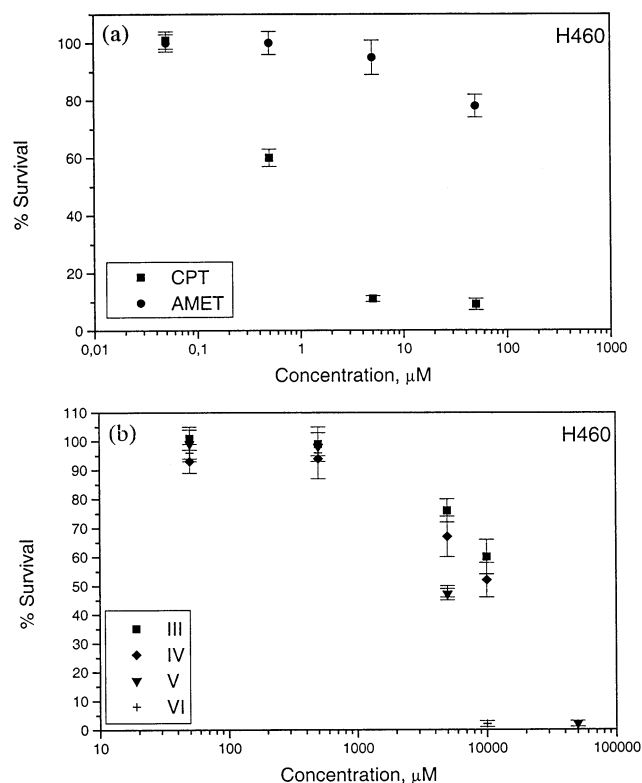 (a)
H460
100
80
60
40
20
0
% Survival
CPT
AMET
0,01
0,1
1
10
100
1000
Concentration, μM
(b)
H460
110
100
90
80
70
60
50
40
30
20
10
0
% Survival
III
IV
V
VI
10
100
1000
10000
100000
Concentration, μM